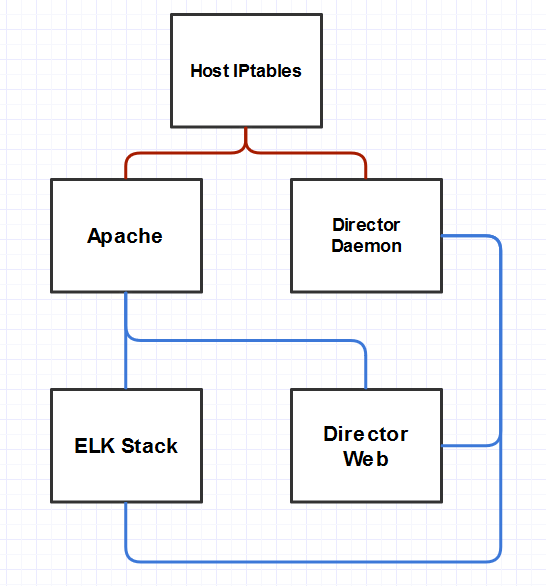 Host IPtables
Apache
Director
Daemon
ELK Stack
Director
Web